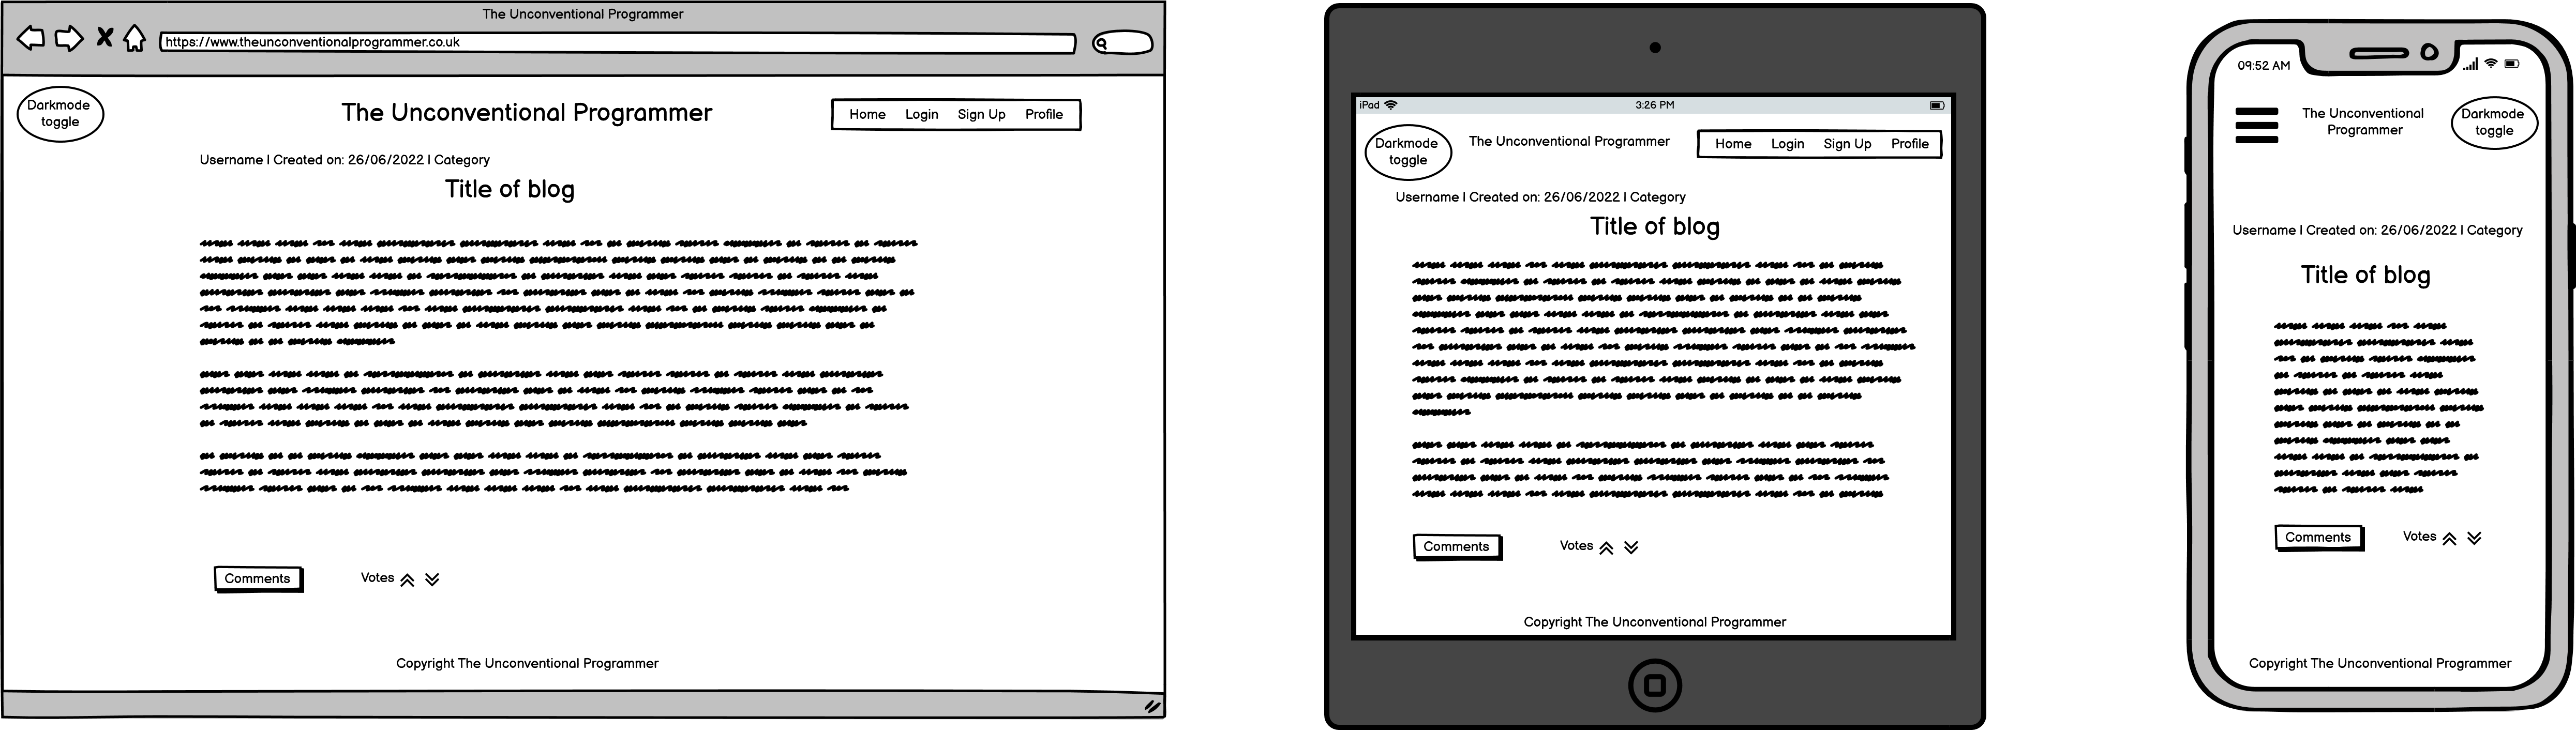 The Unconventional Programmer
https://www.theunconventionalprogrammer.co.uk
Darkmode
toggle
The Unconventional Programmer
Home Login Sign Up Profile
Username | Created on: 26/06/2022 | Category
Title of blog
Comments
Votes
Copyright The Unconventional Programmer
iPad
3:26 PM
Darkmode
toggle
The Unconventional Programmer
Home Login Sign Up Profile
Username | Created on: 26/06/2022 | Category
Title of blog
Comments
Votes
Copyright The Unconventional Programmer
09:52 AM
The Unconventional
Programmer
Darkmode
toggle
Username | Created on: 26/06/2022 | Category
Title of blog
Comments
Votes
Copyright The Unconventional Programmer